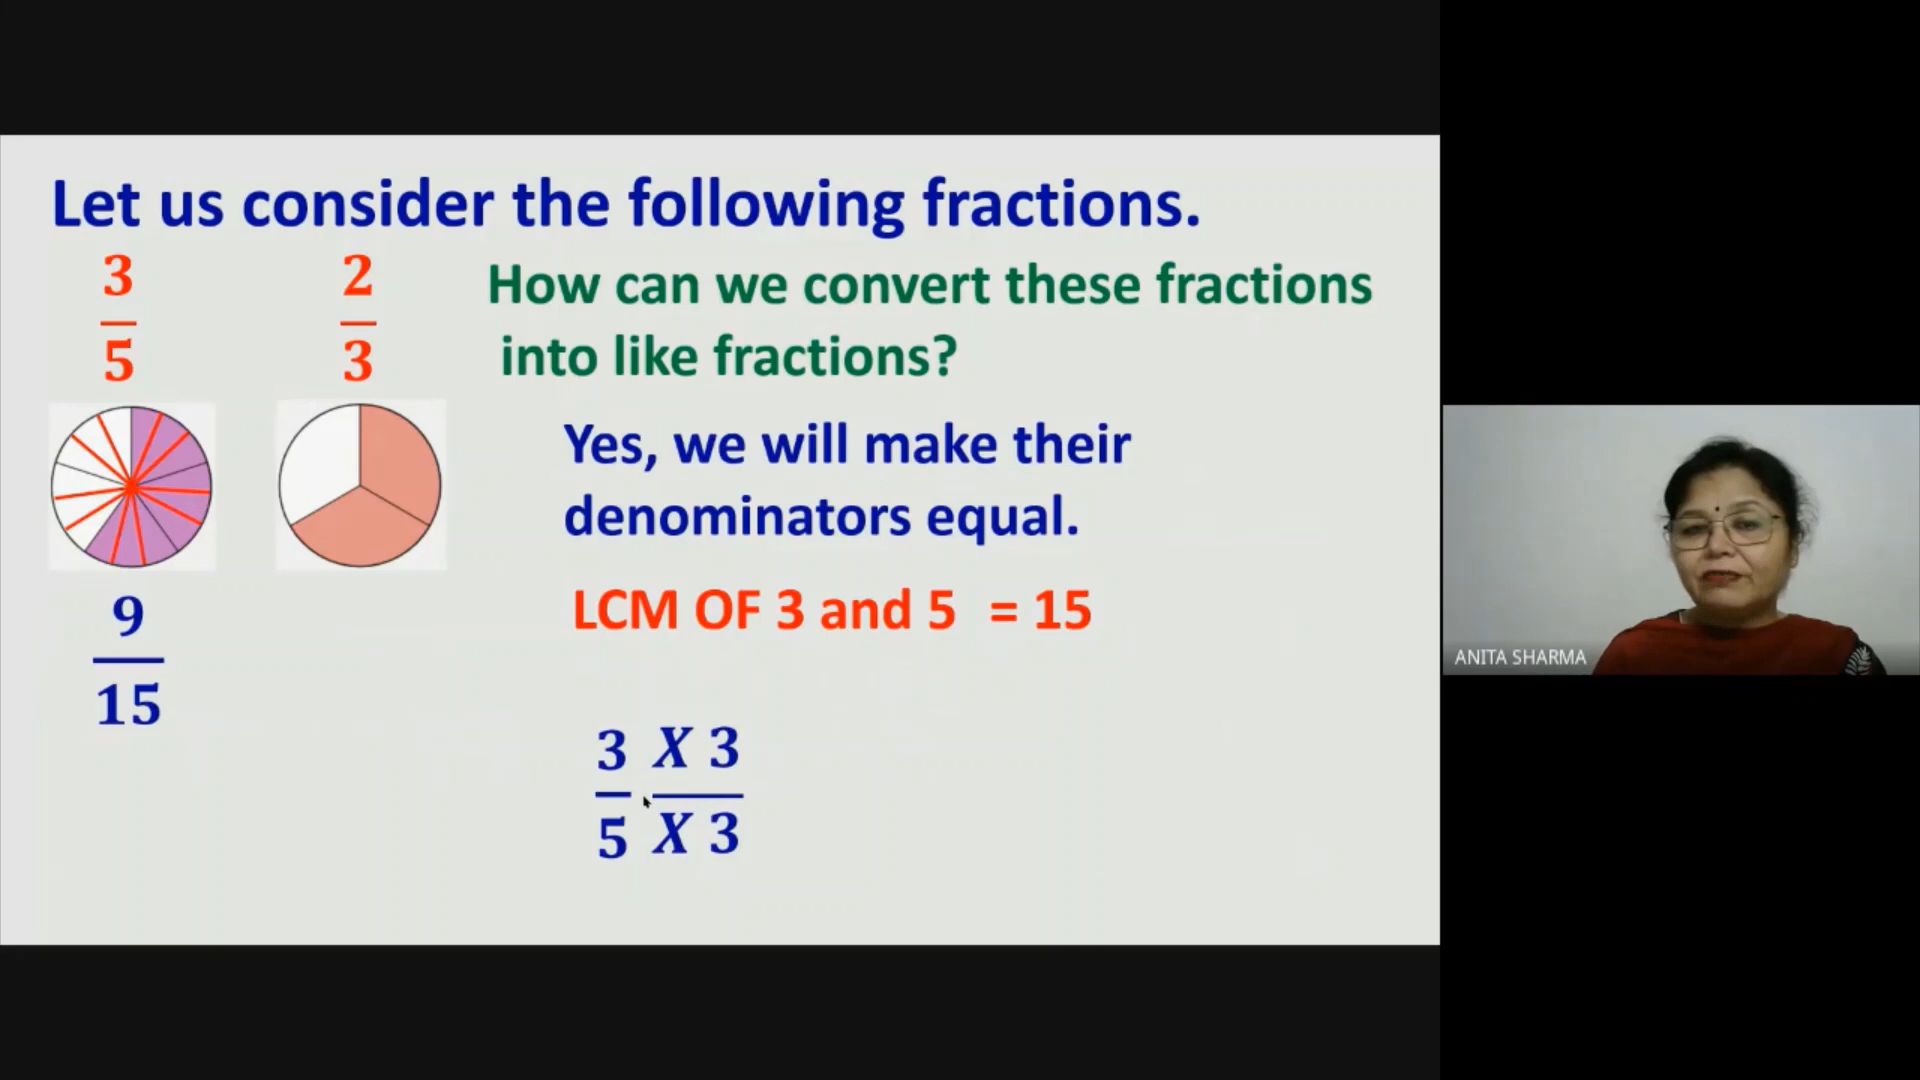 Let us consider the following fractions.
3/5 2/3
How can we convert these fractions
into like fractions?
Yes, we will make their
denominators equal.
LCM OF 3 and 5 = 15
9/15
3 X 3
5 X 3
ANITA SHARMA